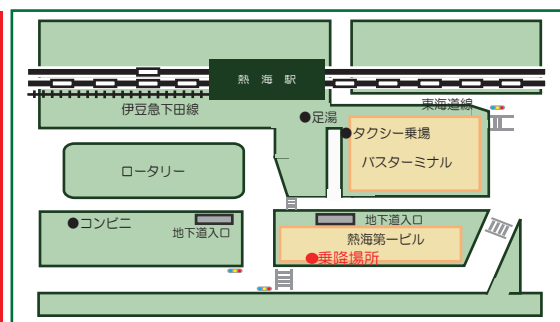 熱海駅
伊豆急下田線
東海道線
●足湯
●タクシー乗場
バスターミナル
ロータリー
●コンビニ
地下道入口
地下道入口
熱海第一ビル
●乗降場所